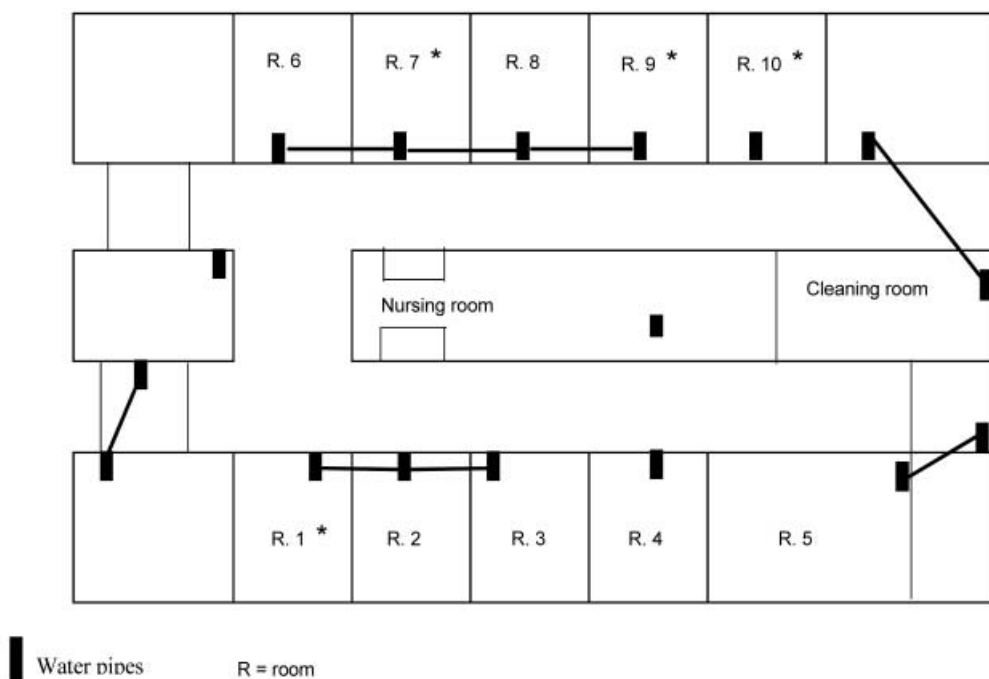 R. 6
R. 7 *
R. 8
R. 9 *
R. 10 *
Nursing room
Cleaning room
R. 1 *
R. 2
R. 3
R. 4
R. 5
Water pipes
R = room